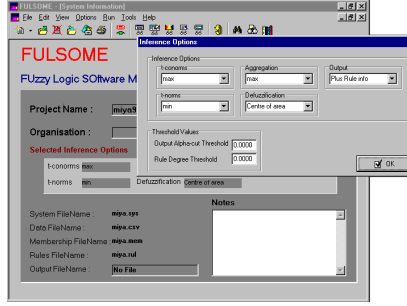 FULSOME - [System Information]
File Edit View Options Run Tools Help
Inference Options
FULSOME
FUzzy Logic SOftware M
Inference Options
t-conorms Aggregation Output
max max Plus Rule info
t-norms Defuzzification
min Centre of area
Threshold Values
Output Alpha-cut Threshold 0.0000
Rule Degree Threshold 0.0000
OK
Project Name : miya9
Organisation :
Selected Inference Options
t-conorms max
t-norms min Defuzzification Centre of area
Notes
System FileName : miya.sys
Data FileName : miya.csv
Membership FileName : miya.mem
Rules FileName : miya.rul
Output FileName : No File